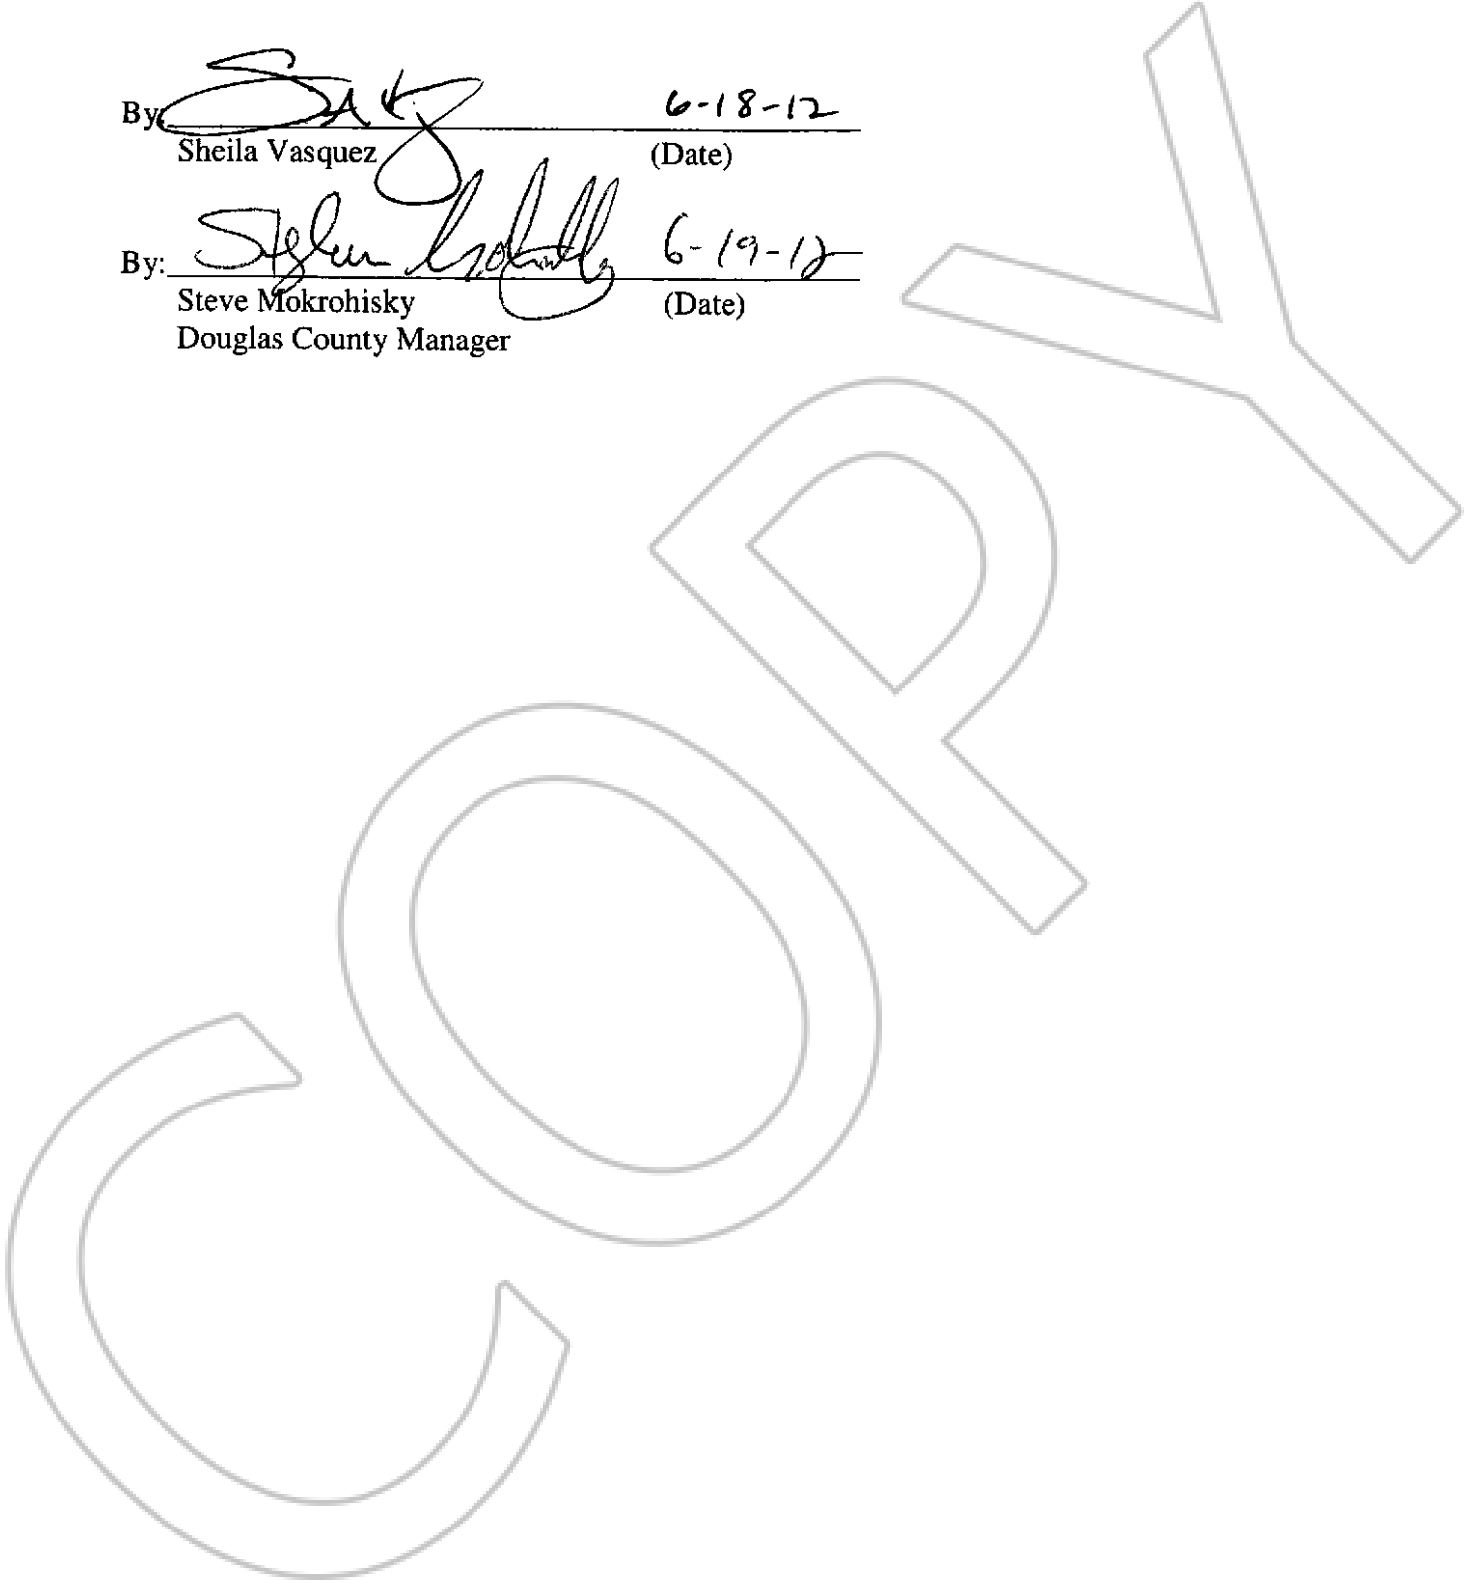 By: 6-18-12
Sheila Vasquez (Date)
By: 6-19-12
Steve Mokrohisky (Date)
Douglas County Manager
COPY